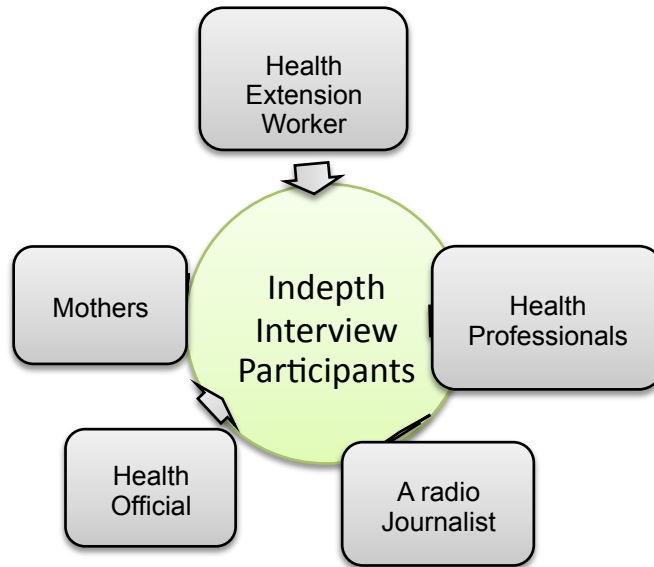 Health
Extension
Worker
Mothers
Indepth
Interview
Participants
Health
Professionals
Health
Official
A radio
Journalist